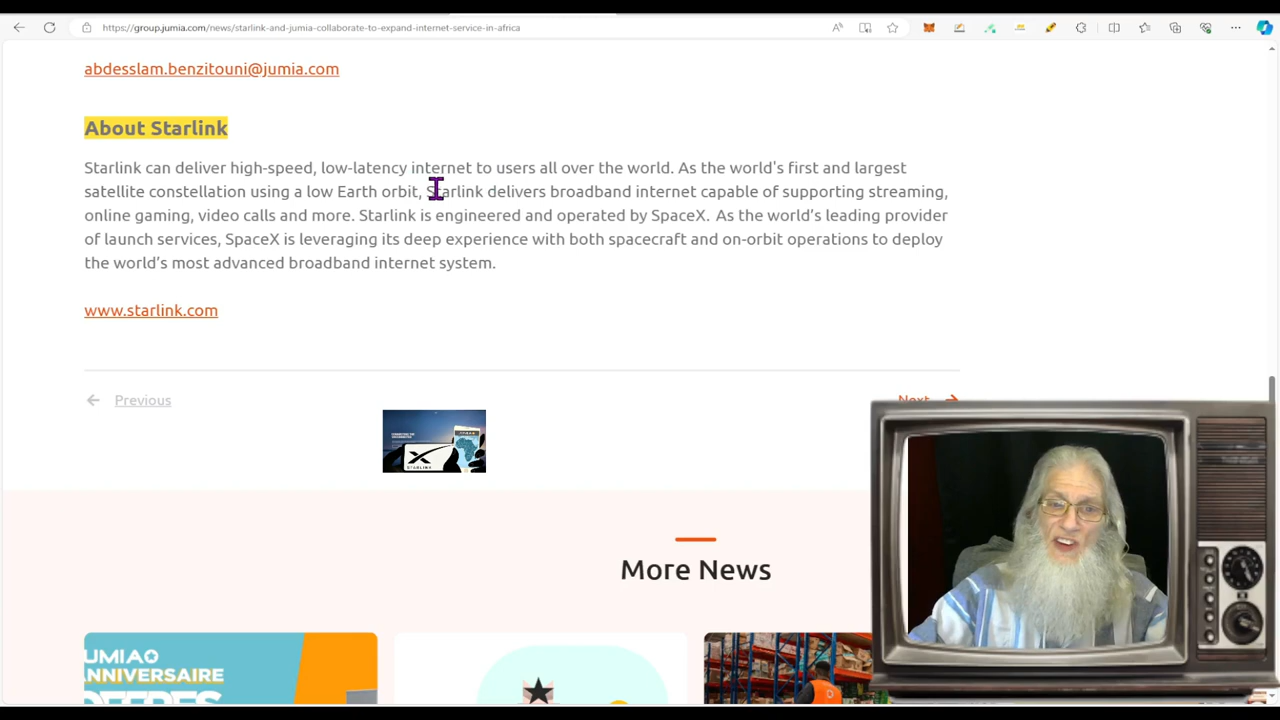 https://group.jumia.com/news/starlink-and-jumia-collaborate-to-expand-internet-service-in-africa
abdesslam.benzitouni@jumia.com
About Starlink
Starlink can deliver high-speed, low-latency internet to users all over the world. As the world's first and largest
satellite constellation using a low Earth orbit, Starlink delivers broadband internet capable of supporting streaming,
online gaming, video calls and more. Starlink is engineered and operated by SpaceX. As the world’s leading provider
of launch services, SpaceX is leveraging its deep experience with both spacecraft and on-orbit operations to deploy
the world’s most advanced broadband internet system.
www.starlink.com
Previous
Next
JUMIA
STARLINK
More News
JUMIA
ANNIVERSAIRE
OFFRES